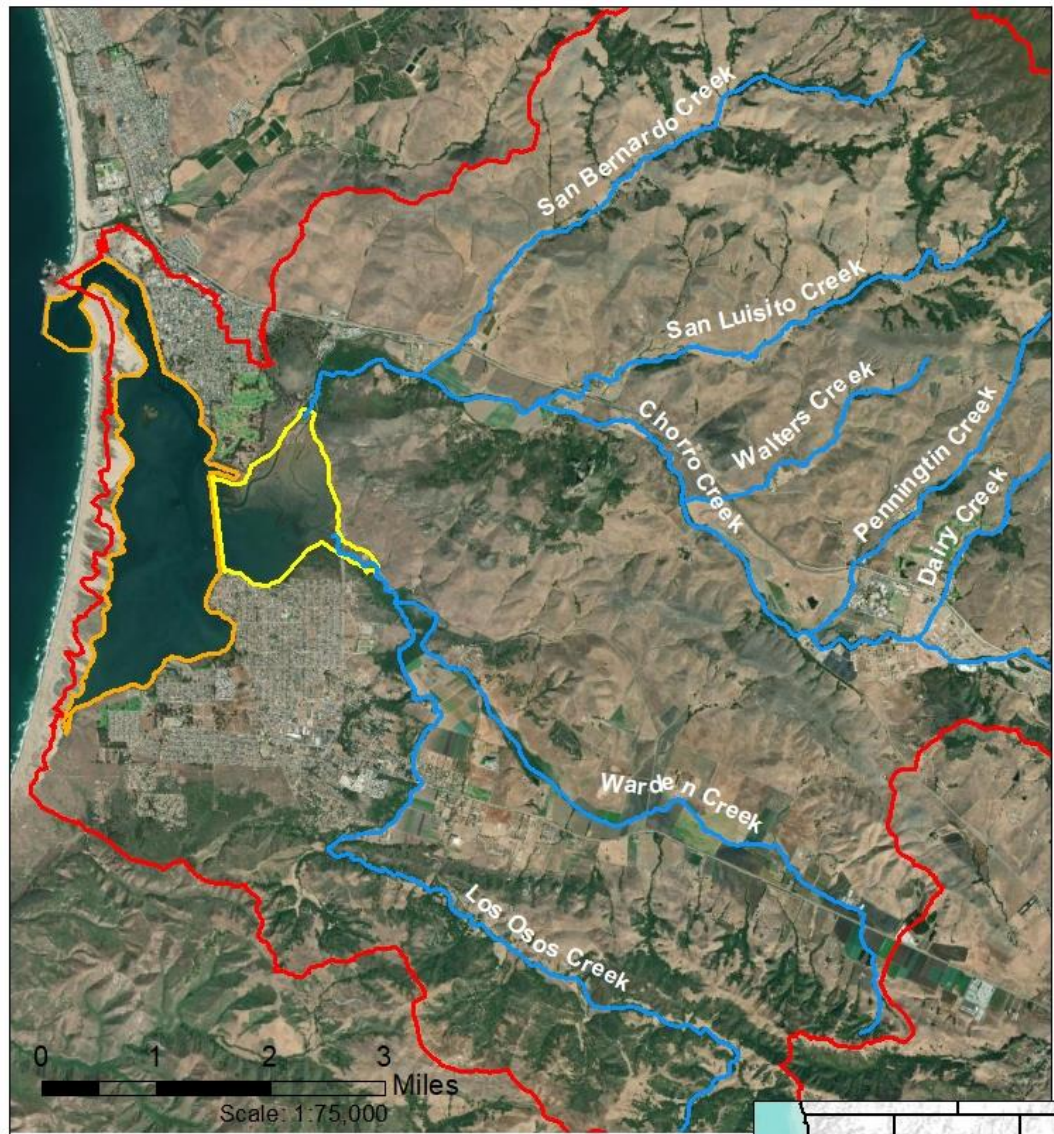 San Bernardo Creek
San Luisito Creek
Walters Creek
Chorro Creek
Penningtin Creek
Dairy Creek
Warden Creek
Los Osos Creek
0 1 2 3
Miles
Scale: 1:75,000